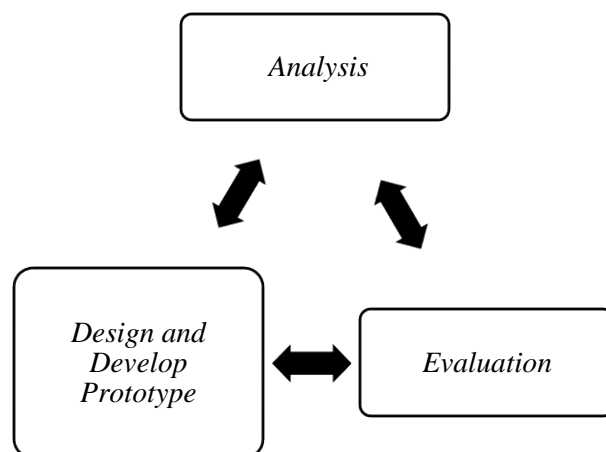 Analysis
Design and
Develop
Prototype
Evaluation